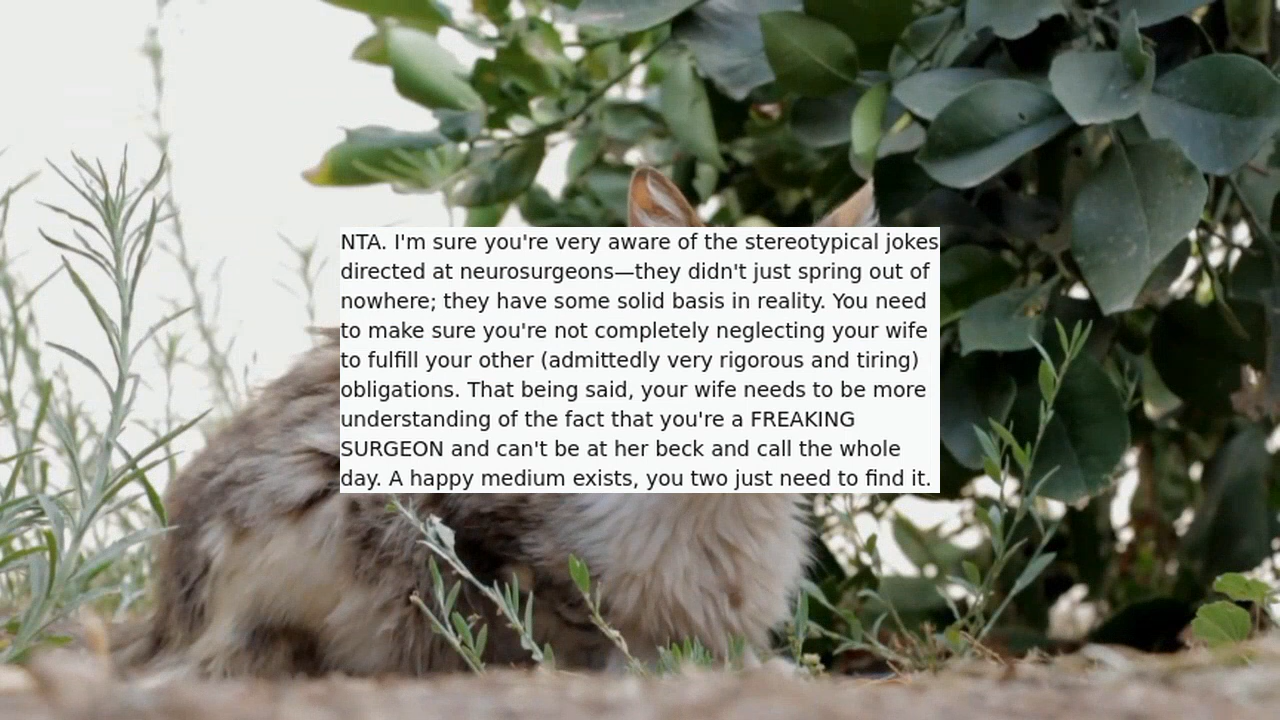 NTA. I'm sure you're very aware of the stereotypical jokes
directed at neurosurgeons—they didn't just spring out of
nowhere; they have some solid basis in reality. You need
to make sure you're not completely neglecting your wife
to fulfill your other (admittedly very rigorous and tiring)
obligations. That being said, your wife needs to be more
understanding of the fact that you're a FREAKING
SURGEON and can't be at her beck and call the whole
day. A happy medium exists, you two just need to find it.